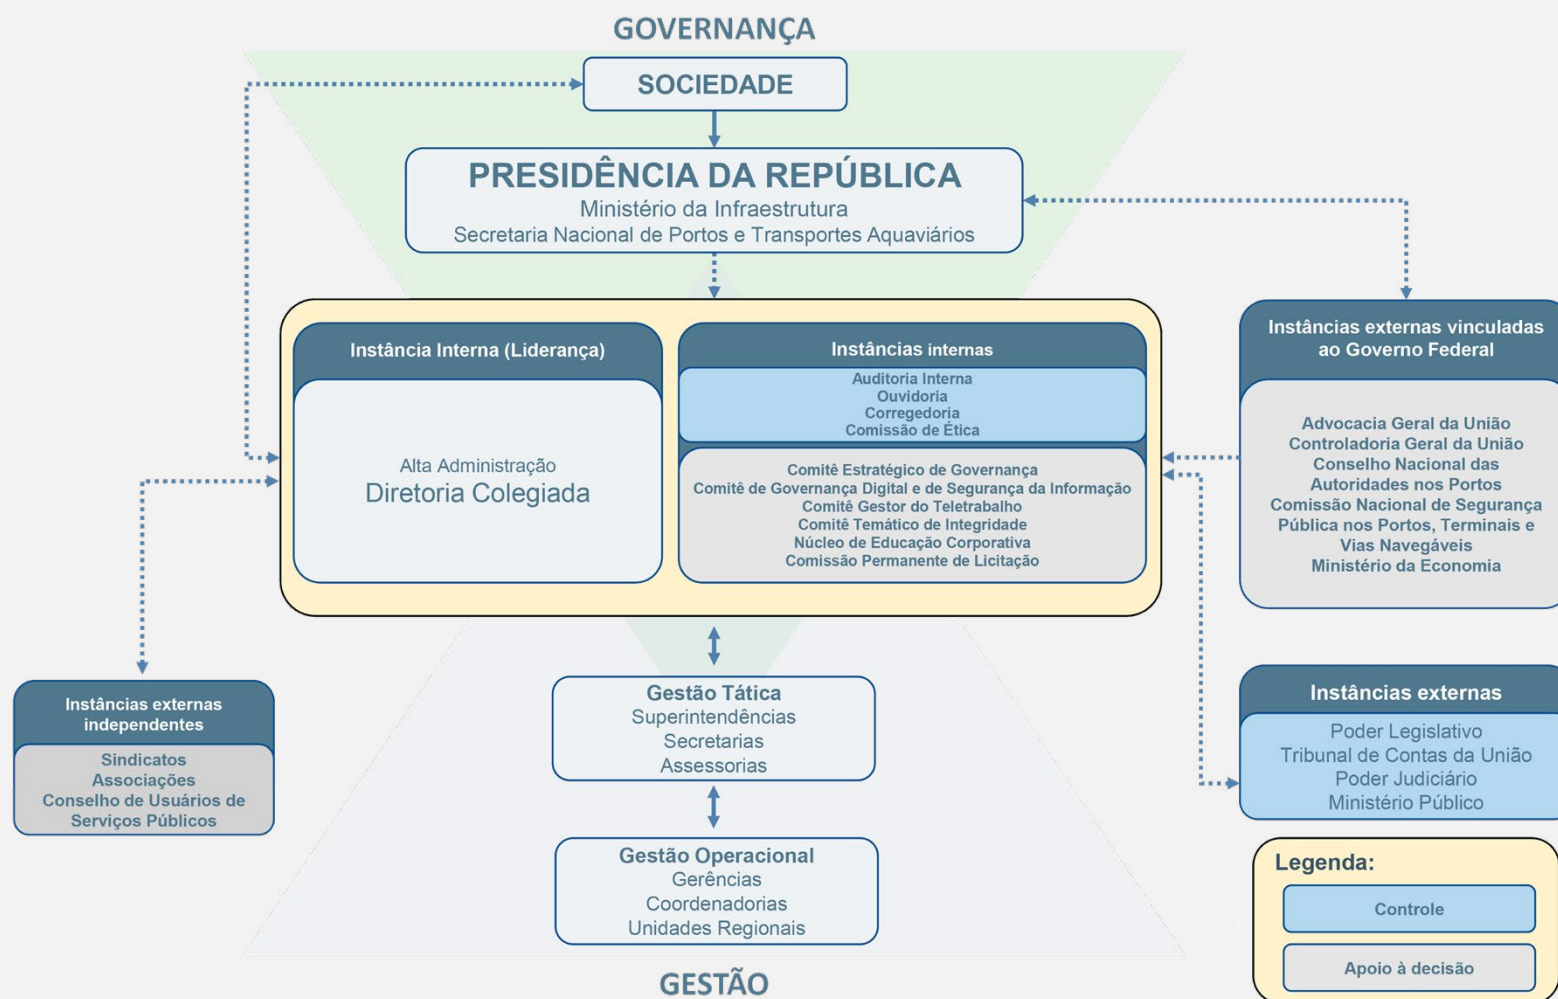 GOVERNANÇA
SOCIEDADE
PRESIDÊNCIA DA REPÚBLICA
Ministério da Infraestrutura
Secretaria Nacional de Portos e Transportes Aquaviários
Instância Interna (Liderança)
Alta Administração
Diretoria Colegiada
Instâncias internas
Auditoria Interna
Ouvidoria
Corregedoria
Comissão de Ética
Comitê Estratégico de Governança
Comitê de Governança Digital e de Segurança da Informação
Comitê Gestor do Teletrabalho
Comitê Temático de Integridade
Núcleo de Educação Corporativa
Comissão Permanente de Licitação
Instâncias externas vinculadas
ao Governo Federal
Advocacia Geral da União
Controladoria Geral da União
Conselho Nacional das
Autoridades nos Portos
Comissão Nacional de Segurança
Pública nos Portos, Terminais e
Vias Navegáveis
Ministério da Economia
Instâncias externas
independentes
Sindicatos
Associações
Conselho de Usuários de
Serviços Públicos
Gestão Tática
Superintendências
Secretarias
Assessorias
Gestão Operacional
Gerências
Coordenadorias
Unidades Regionais
Instâncias externas
Poder Legislativo
Tribunal de Contas da União
Poder Judiciário
Ministério Público
Legenda:
Controle
Apoio à decisão
GESTÃO